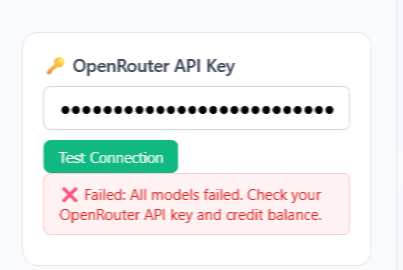 🔑 OpenRouter API Key
••••••••••••••••••••••••••
Test Connection
❌ Failed: All models failed. Check your
OpenRouter API key and credit balance.